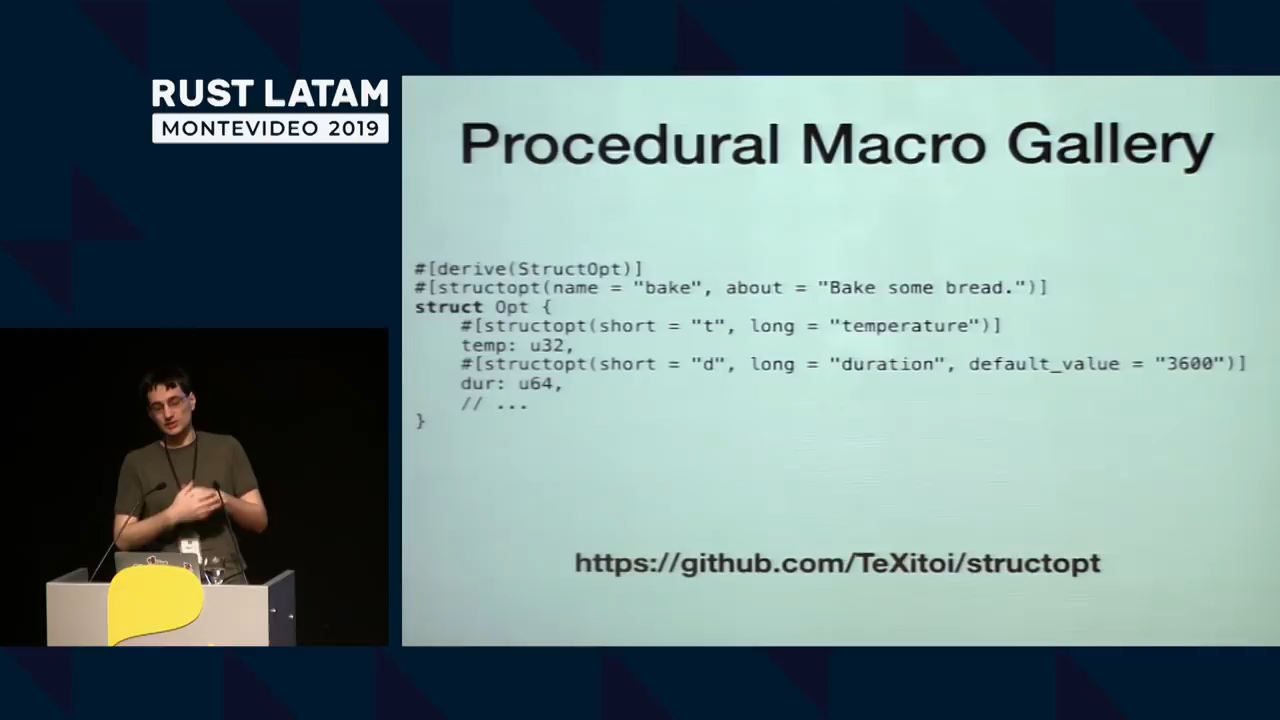 RUST LATAM
MONTEVIDEO 2019
Procedural Macro Gallery
#[derive(StructOpt)]
#[structopt(name = "bake", about = "Bake some bread.")]
struct Opt {
    #[structopt(short = "t", long = "temperature")]
    temp: u32,
    #[structopt(short = "d", long = "duration", default_value = "3600")]
    dur: u64,
    // ...
}
https://github.com/TeXitoi/structopt